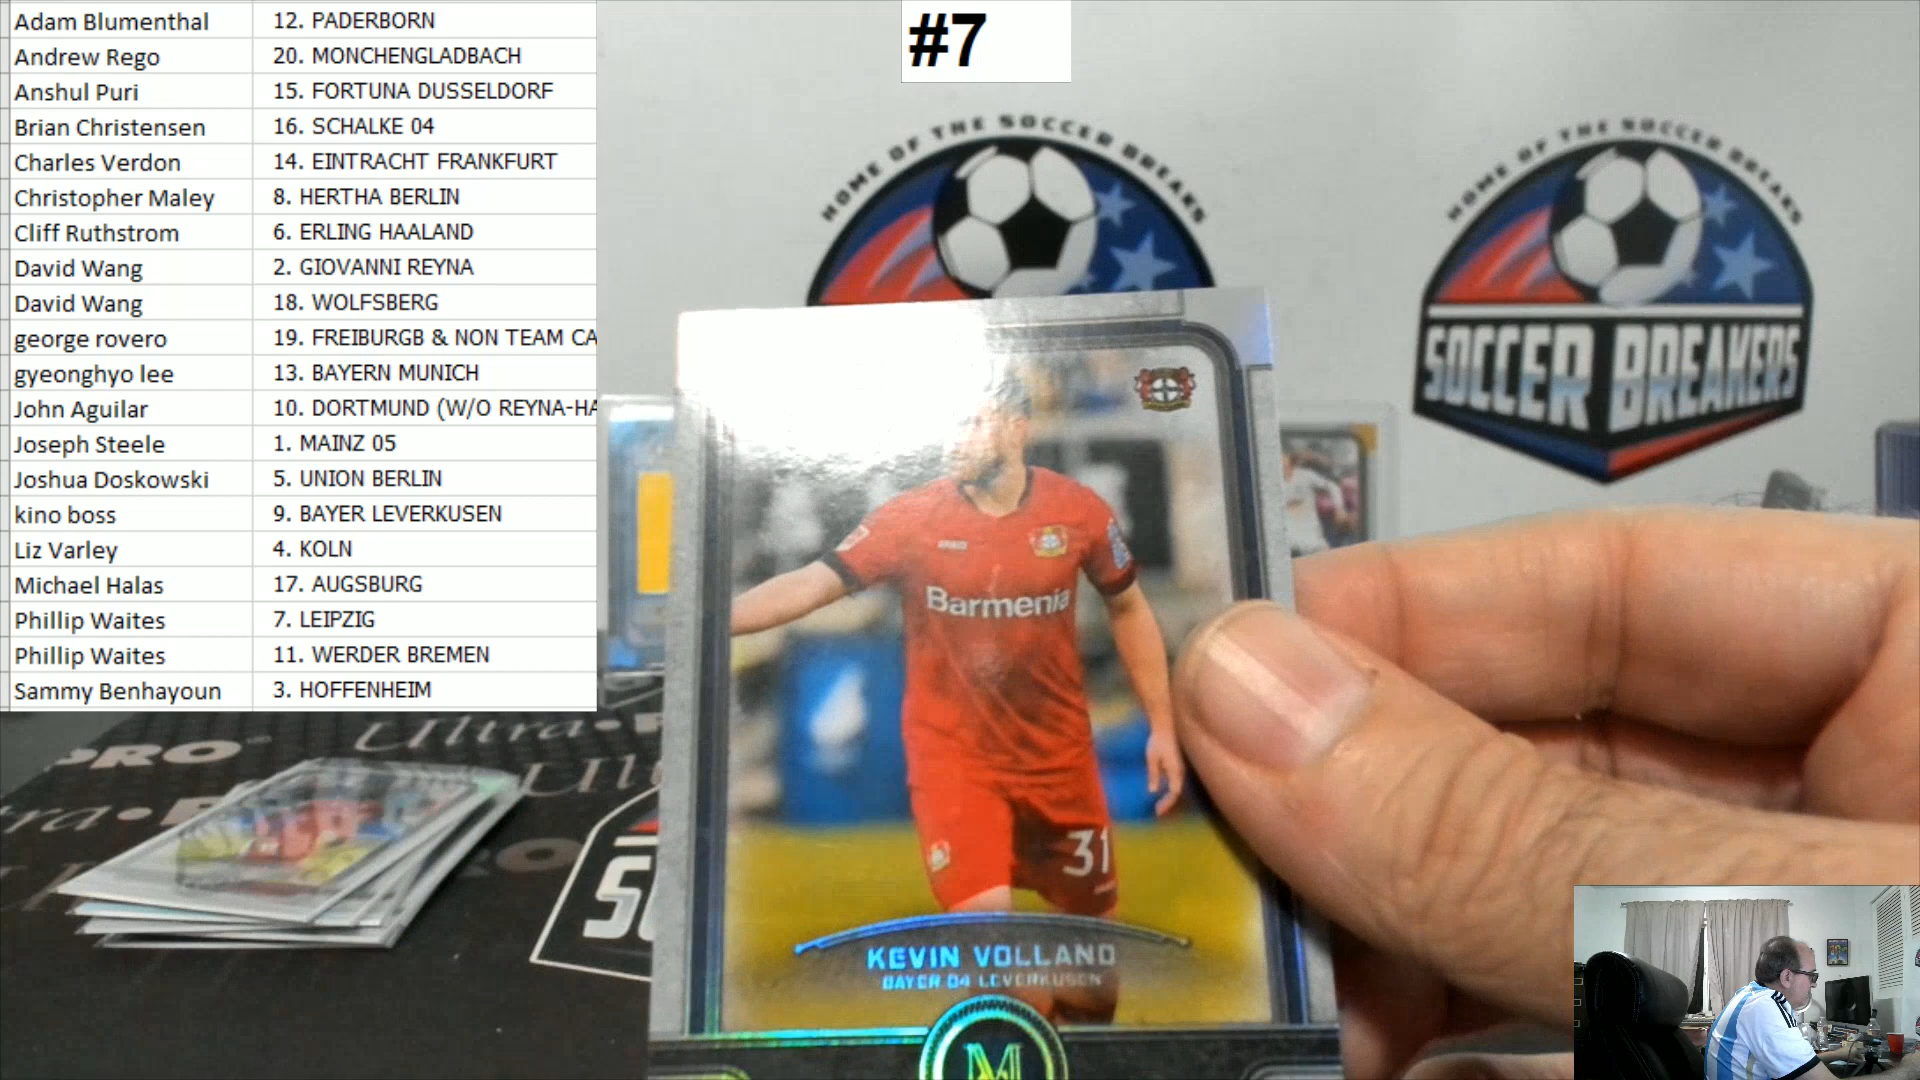 Adam Blumenthal 12. PADERBORN
Andrew Rego 20. MONCHENGLADBACH
Anshul Puri 15. FORTUNA DUSSELDORF
Brian Christensen 16. SCHALKE 04
Charles Verdon 14. EINTRACHT FRANKFURT
Christopher Maley 8. HERTHA BERLIN
Cliff Ruthstrom 6. ERLING HAALAND
David Wang 2. GIOVANNI REYNA
David Wang 18. WOLFSBERG
george rovero 19. FREIBURGB & NON TEAM CA
gyeonghyo lee 13. BAYERN MUNICH
John Aguilar 10. DORTMUND (W/O REYNA-HA
Joseph Steele 1. MAINZ 05
Joshua Doskowski 5. UNION BERLIN
kino boss 9. BAYER LEVERKUSEN
Liz Varley 4. KOLN
Michael Halas 17. AUGSBURG
Phillip Waites 7. LEIPZIG
Phillip Waites 11. WERDER BREMEN
Sammy Benhayoun 3. HOFFENHEIM
#7
HOME OF THE SOCCER BREAKS
HOME OF THE SOCCER BREAKS
SOCCER BREAKERS
Barmenia
31
KEVIN VOLLAND
BAYER 04 LEVERKUSEN
M
PRO
Ultra